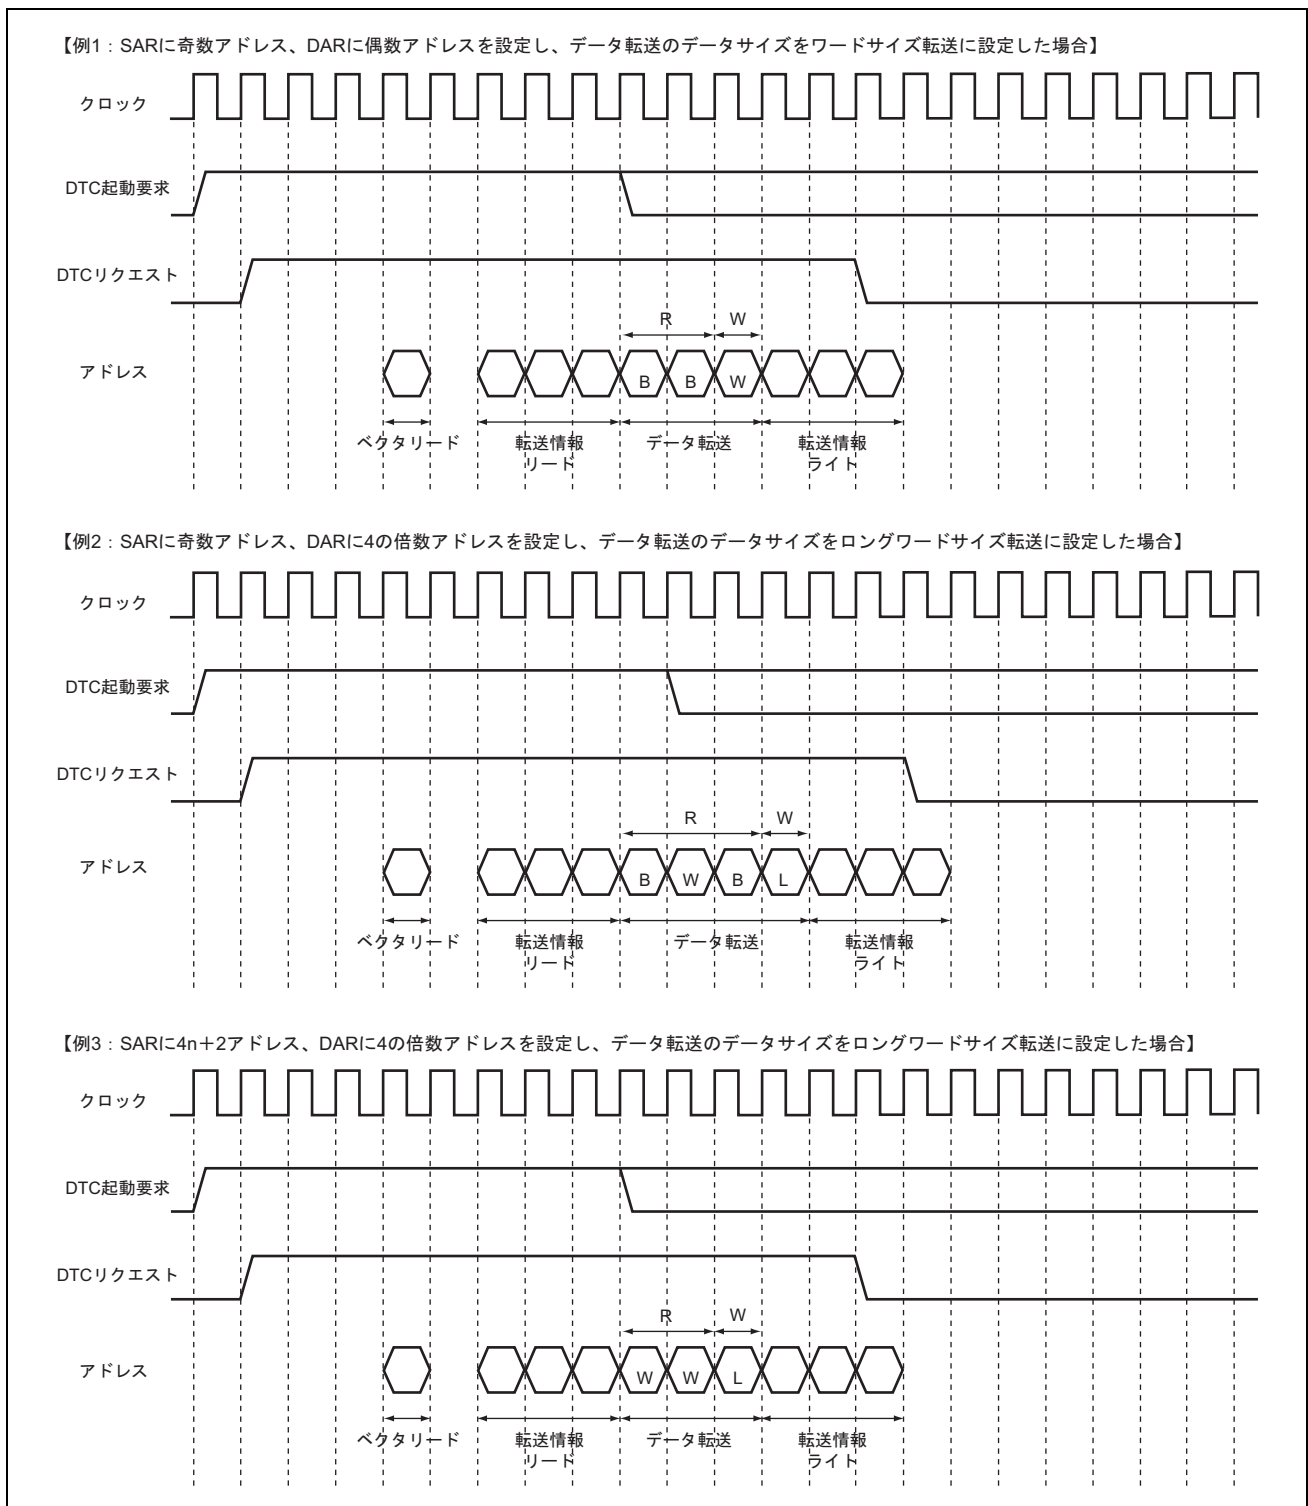 【例1：SARに奇数アドレス、DARに偶数アドレスを設定し、データ転送のデータサイズをワードサイズ転送に設定した場合】
クロック
DTC起動要求
DTCリクエスト
R W
アドレス
B B W
ベクタリード 転送情報 データ転送 転送情報
リード ライト
【例2：SARに奇数アドレス、DARに4の倍数アドレスを設定し、データ転送のデータサイズをロングワードサイズ転送に設定した場合】
クロック
DTC起動要求
DTCリクエスト
R W
アドレス
B W B L
ベクタリード 転送情報 データ転送 転送情報
リード ライト
【例3：SARに4n＋2アドレス、DARに4の倍数アドレスを設定し、データ転送のデータサイズをロングワードサイズ転送に設定した場合】
クロック
DTC起動要求
DTCリクエスト
R W
アドレス
W W L
ベクタリード 転送情報 データ転送 転送情報
リード ライト